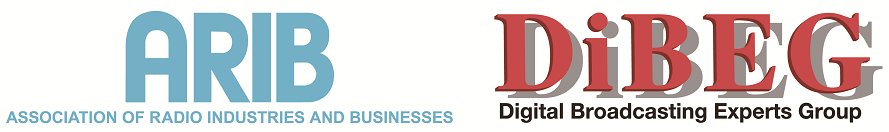 ARIB
ASSOCIATION OF RADIO INDUSTRIES AND BUSINESSES
DiBEG
Digital Broadcasting Experts Group